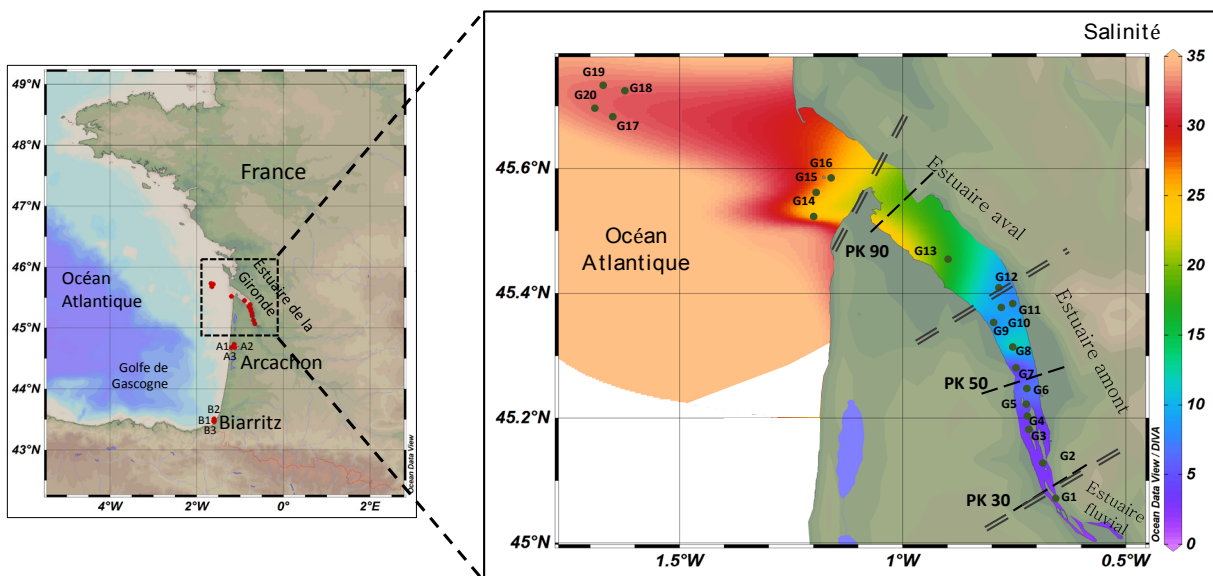 49°N
48°N
47°N
46°N
45°N
44°N
43°N
4°W
2°W
0°
2°E
France
Océan
Atlantique
Estuaire de la
Gironde
A1
A2
A3
Arcachon
Golfe de
Gascogne
B2
B1
B3
Biarritz
Ocean Data View
Salinité
35
30
25
20
15
10
5
0
45.6°N
45.4°N
45.2°N
45°N
1.5°W
1°W
0.5°W
G19
G18
G20
G17
G16
G15
G14
Océan
Atlantique
PK 90
Estuaire aval
G13
G12
G11
G10
G9
G8
G7
PK 50
G6
G5
G4
G3
G2
Estuaire amont
PK 30
G1
Estuaire
fluvial
Ocean Data View / DIVA